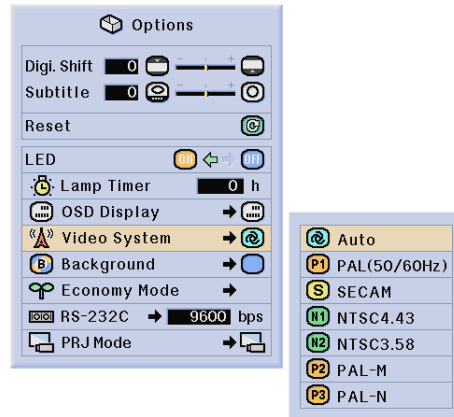 Options
Digi. Shift 0
Subtitle 0
Reset
LED ON OFF
Lamp Timer 0 h
OSD Display
Video System
B Background
Economy Mode
RS-232C 9600 bps
PRJ Mode
Auto
P1 PAL(50/60Hz)
S SECAM
N1 NTSC4.43
N2 NTSC3.58
P2 PAL-M
P3 PAL-N